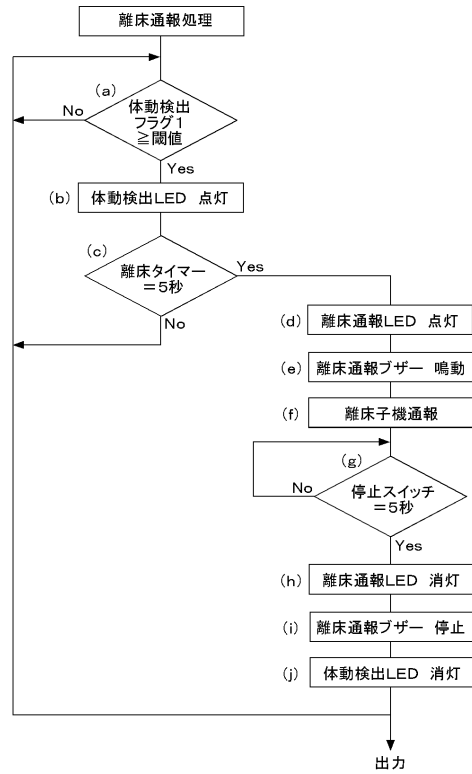 離床通報処理
(a)
体動検出
フラグ1
≧閾値
No
Yes
(b)
体動検出LED 点灯
(c)
離床タイマー
=5秒
Yes
No
(d)
離床通報LED 点灯
(e)
離床通報ブザー 鳴動
(f)
離床子機通報
(g)
停止スイッチ
=5秒
No
Yes
(h)
離床通報LED 消灯
(i)
離床通報ブザー 停止
(j)
体動検出LED 消灯
出力